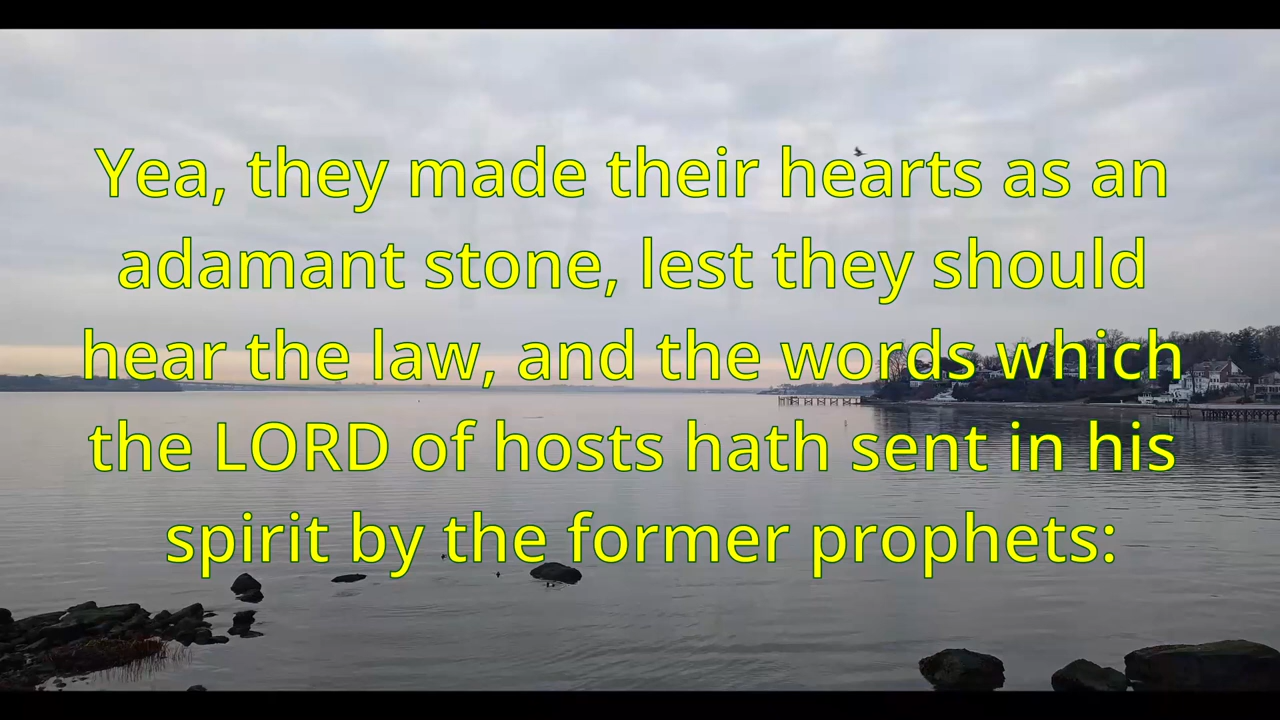 Yea, they made their hearts as an
adamant stone, lest they should
hear the law, and the words which
the LORD of hosts hath sent in his
spirit by the former prophets: